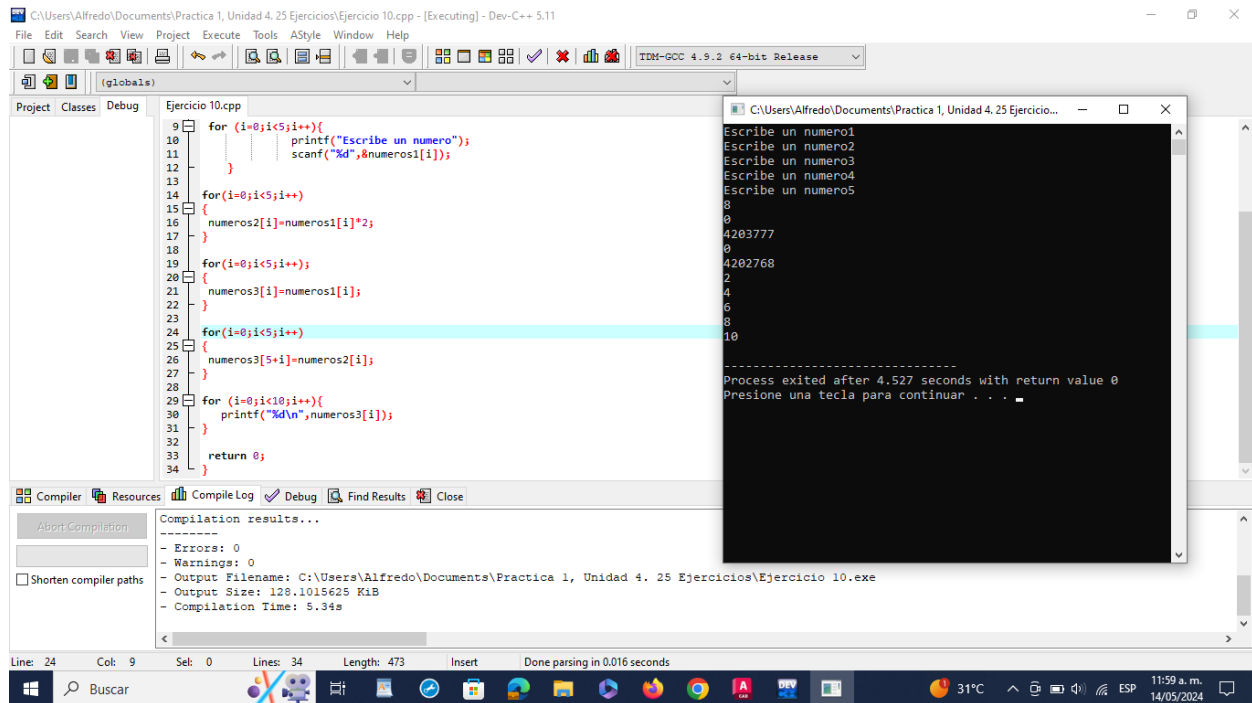 C:\Users\Alfredo\Documents\Practica 1, Unidad 4. 25 Ejercicios\Ejercicio 10.cpp - [Executing] - Dev-C++ 5.11
File Edit Search View Project Execute Tools AStyle Window Help
TDM-GCC 4.9.2 64-bit Release
(globals)
Project Classes Debug
Ejercicio 10.cpp
9 for (i=0;i<5;i++){
10 printf("Escribe un numero");
11 scanf("%d",&numeros1[i]);
12 }
13
14 for(i=0;i<5;i++)
15 {
16 numeros2[i]=numeros1[i]*2;
17 }
18
19 for(i=0;i<5;i++);
20 {
21 numeros3[i]=numeros1[i];
22 }
23
24 for(i=0;i<5;i++)
25 {
26 numeros3[5+i]=numeros2[i];
27 }
28
29 for (i=0;i<10;i++){
30 printf("%d\n",numeros3[i]);
31 }
32
33 return 0;
34 }
C:\Users\Alfredo\Documents\Practica 1, Unidad 4. 25 Ejercicio...
Escribe un numero1
Escribe un numero2
Escribe un numero3
Escribe un numero4
Escribe un numero5
8
0
4203777
0
4202768
2
4
6
8
10
--------------------------------
Process exited after 4.527 seconds with return value 0
Presione una tecla para continuar . . .
Compiler Resources Compile Log Debug Find Results Close
Abort Compilation
Shorten compiler paths
Compilation results...
--------
- Errors: 0
- Warnings: 0
- Output Filename: C:\Users\Alfredo\Documents\Practica 1, Unidad 4. 25 Ejercicios\Ejercicio 10.exe
- Output Size: 128.1015625 KiB
- Compilation Time: 5.34s
Line: 24 Col: 9 Sel: 0 Lines: 34 Length: 473 Insert Done parsing in 0.016 seconds
Buscar
31°C
ESP
11:59 a. m.
14/05/2024